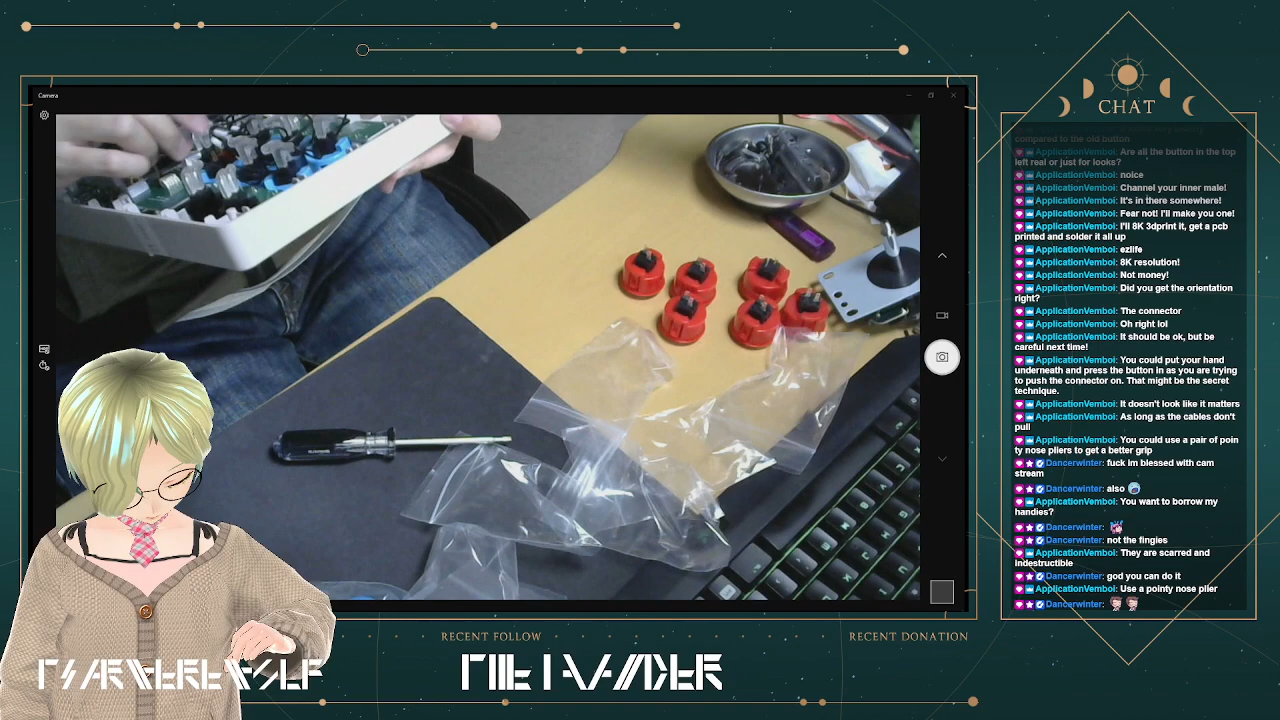 Camera
CHAT
compared to the old button
ApplicationVemboi: Are all the button in the top
left real or just for looks?
ApplicationVemboi: noice
ApplicationVemboi: Channel your inner male!
ApplicationVemboi: It's in there somewhere!
ApplicationVemboi: Fear not! I'll make you one!
ApplicationVemboi: I'll 8K 3dprint it, get a pcb
printed and solder it all up
ApplicationVemboi: ezlife
ApplicationVemboi: 8K resolution!
ApplicationVemboi: Not money!
ApplicationVemboi: Did you get the orientation
right?
ApplicationVemboi: The connector
ApplicationVemboi: Oh right lol
ApplicationVemboi: It should be ok, but be
careful next time!
ApplicationVemboi: You could put your hand
underneath and press the button in as you are trying
to push the connector on. That might be the secret
technique.
ApplicationVemboi: It doesn't look like it matters
ApplicationVemboi: As long as the cables don't
pull
ApplicationVemboi: You could use a pair of poin
ty nose pliers to get a better grip
Dancerwinter: fuck im blessed with cam
stream
Dancerwinter: also
ApplicationVemboi: You want to borrow my
handies?
Dancerwinter:
Dancerwinter: not the fingies
ApplicationVemboi: They are scarred and
indestructible
Dancerwinter: god you can do it
ApplicationVemboi: Use a pointy nose plier
Dancerwinter:
RECENT FOLLOW
RECENT DONATION